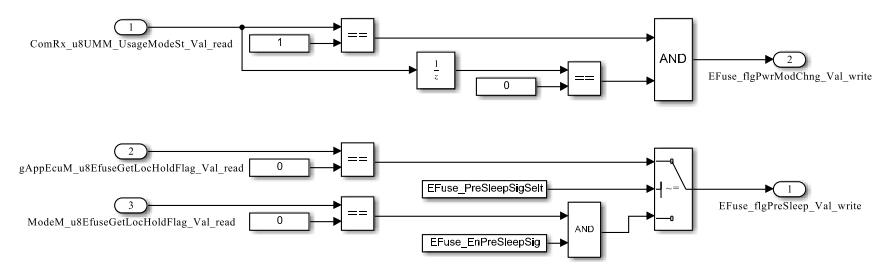 1
ComRx_u8UMM_UsageModeSt_Val_read
1
==
1
z
0
==
AND
2
EFuse_flgPwrModChng_Val_write
2
gAppEcuM_u8EfuseGetLocHoldFlag_Val_read
0
==
EFuse_PreSleepSigSelt
~=
1
EFuse_flgPreSleep_Val_write
3
ModeM_u8EfuseGetLocHoldFlag_Val_read
0
==
EFuse_EnPreSleepSig
AND